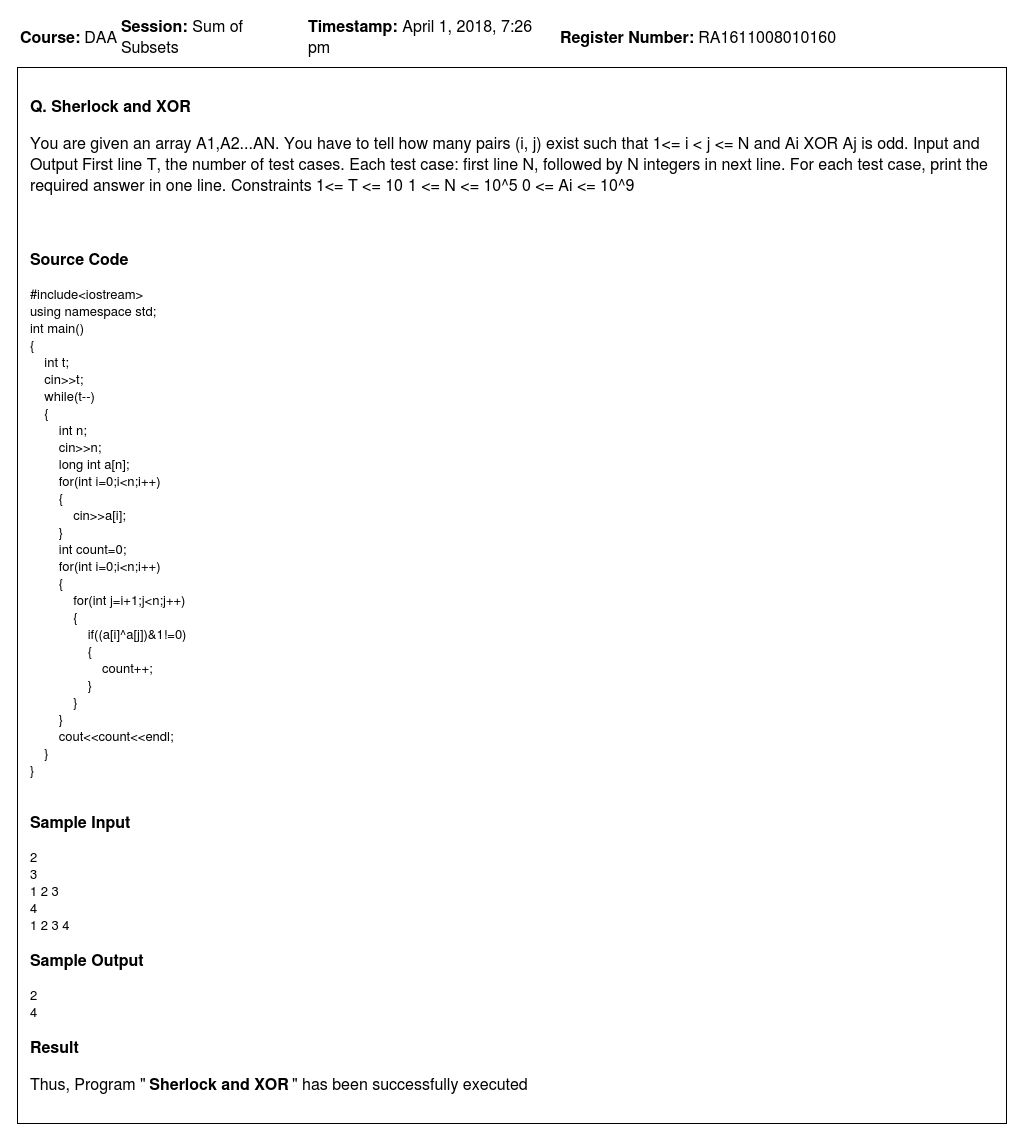 Course: DAA Session: Sum of Subsets Timestamp: April 1, 2018, 7:26 pm Register Number: RA1611008010160
Q. Sherlock and XOR
You are given an array A1,A2...AN. You have to tell how many pairs (i, j) exist such that 1<= i < j <= N and Ai XOR Aj is odd. Input and
Output First line T, the number of test cases. Each test case: first line N, followed by N integers in next line. For each test case, print the
required answer in one line. Constraints 1<= T <= 10 1 <= N <= 10^5 0 <= Ai <= 10^9
Source Code
#include<iostream>
using namespace std;
int main()
{
    int t;
    cin>>t;
    while(t--)
    {
        int n;
        cin>>n;
        long int a[n];
        for(int i=0;i<n;i++)
        {
            cin>>a[i];
        }
        int count=0;
        for(int i=0;i<n;i++)
        {
            for(int j=i+1;j<n;j++)
            {
                if((a[i]^a[j])&1!=0)
                {
                    count++;
                }
            }
        }
        cout<<count<<endl;
    }
}
Sample Input
2
3
1 2 3
4
1 2 3 4
Sample Output
2
4
Result
Thus, Program " Sherlock and XOR " has been successfully executed